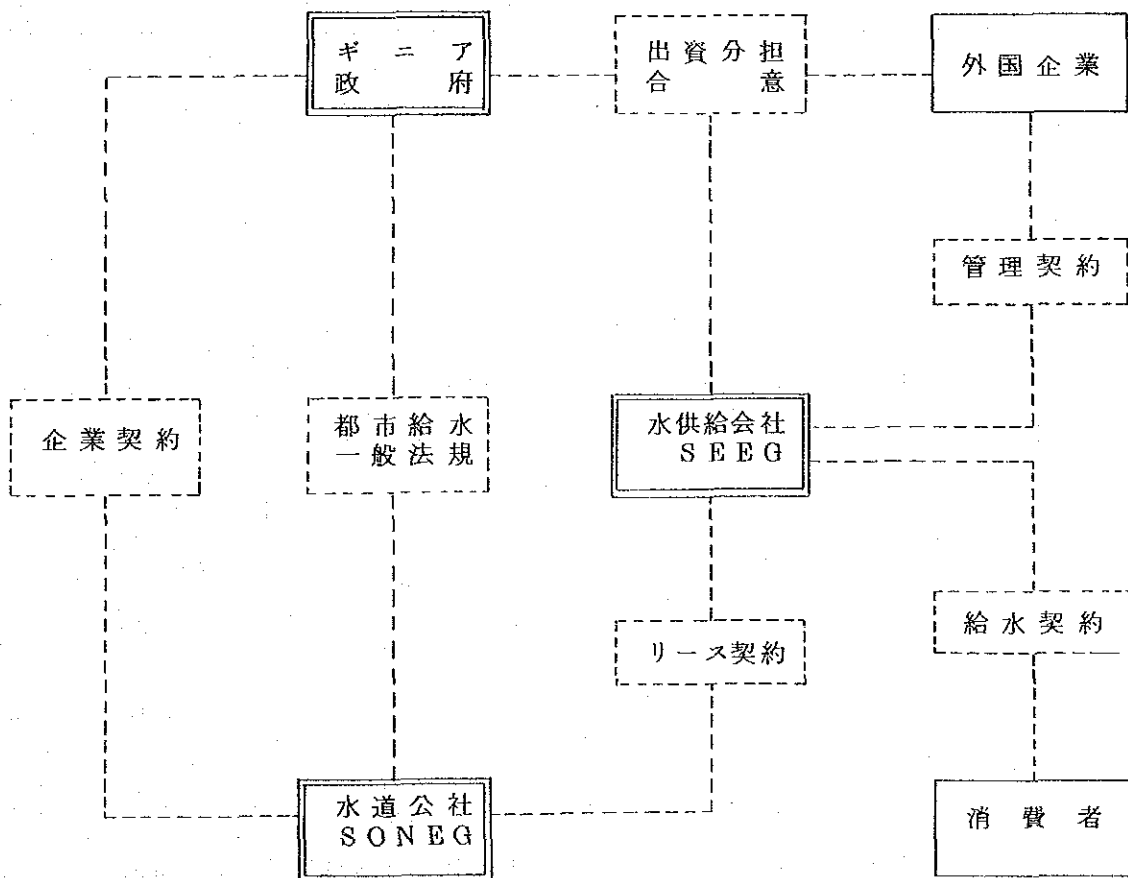 ギニア
政府
出資分担
合意
外国企業
管理契約
企業契約
都市給水
一般法規
水供給会社
SEEG
リース契約
給水契約
水道公社
SONEG
消費者